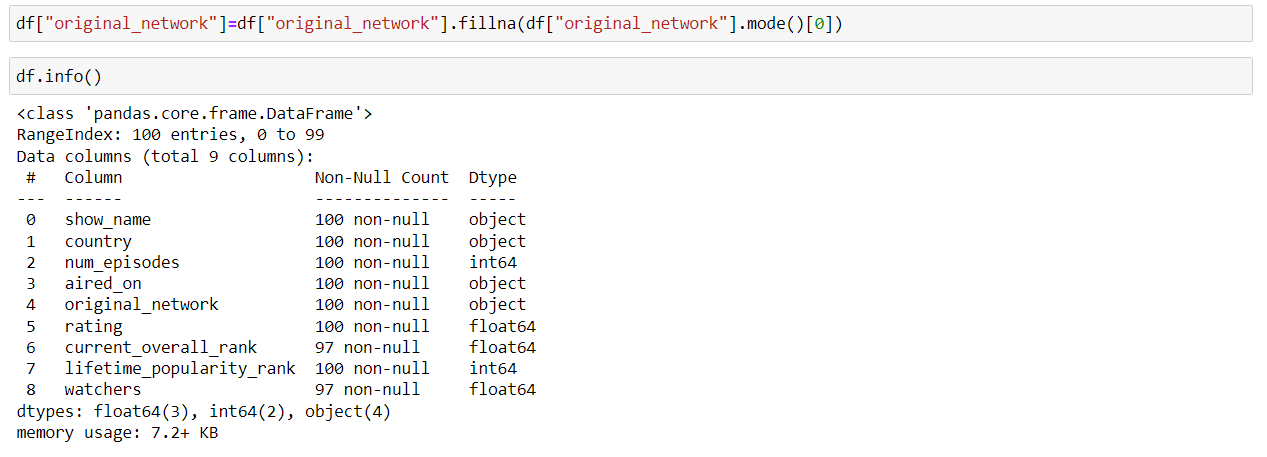 df["original_network"]=df["original_network"].fillna(df["original_network"].mode()[0])
df.info()
<class 'pandas.core.frame.DataFrame'>
RangeIndex: 100 entries, 0 to 99
Data columns (total 9 columns):
 #   Column                    Non-Null Count  Dtype
---  ------                    --------------  -----
 0   show_name                 100 non-null    object
 1   country                   100 non-null    object
 2   num_episodes              100 non-null    int64
 3   aired_on                  100 non-null    object
 4   original_network          100 non-null    object
 5   rating                    100 non-null    float64
 6   current_overall_rank      97 non-null     float64
 7   lifetime_popularity_rank  100 non-null    int64
 8   watchers                  97 non-null     float64
dtypes: float64(3), int64(2), object(4)
memory usage: 7.2+ KB